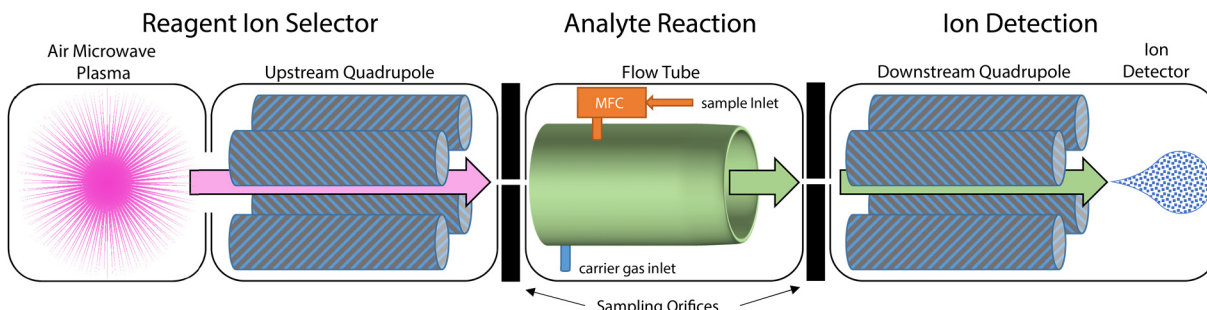 Reagent Ion Selector
Analyte Reaction
Ion Detection
Air Microwave
Plasma
Upstream Quadrupole
Flow Tube
Downstream Quadrupole
Ion
Detector
MFC
sample Inlet
carrier gas inlet
Sampling Orifices